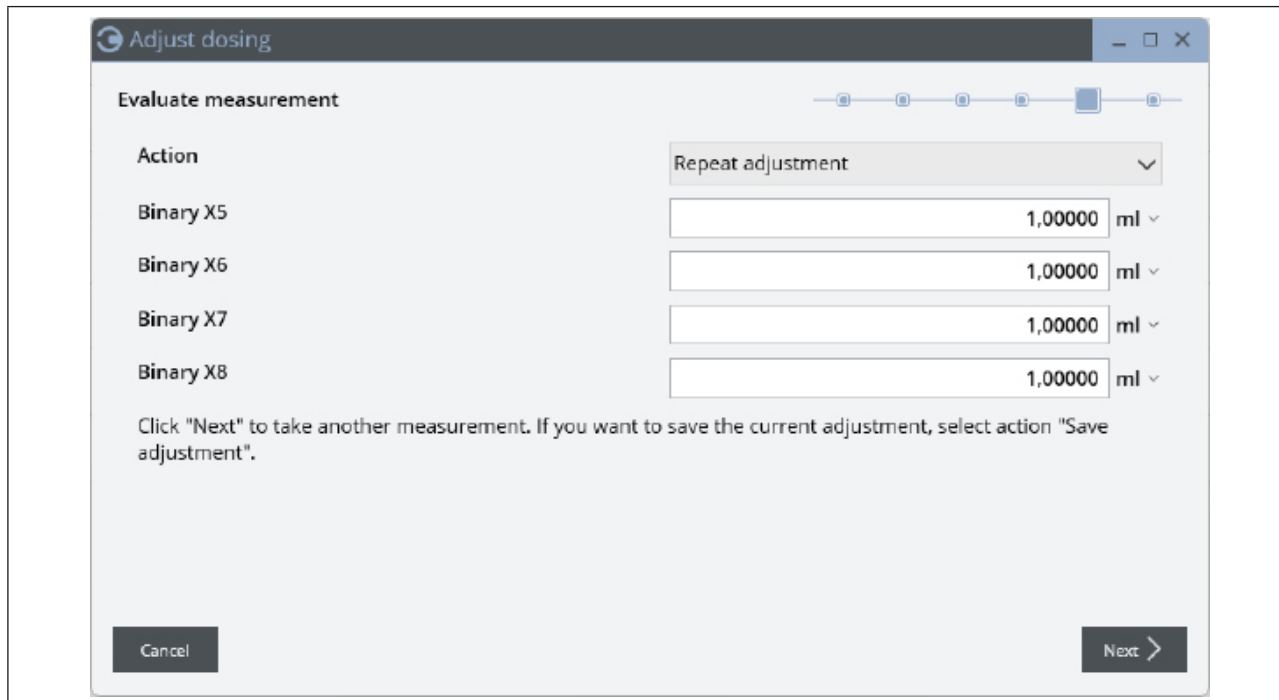 Adjust dosing
Evaluate measurement
Action
Repeat adjustment
Binary X5
1,00000 ml
Binary X6
1,00000 ml
Binary X7
1,00000 ml
Binary X8
1,00000 ml
Click "Next" to take another measurement. If you want to save the current adjustment, select action "Save
adjustment".
Cancel
Next